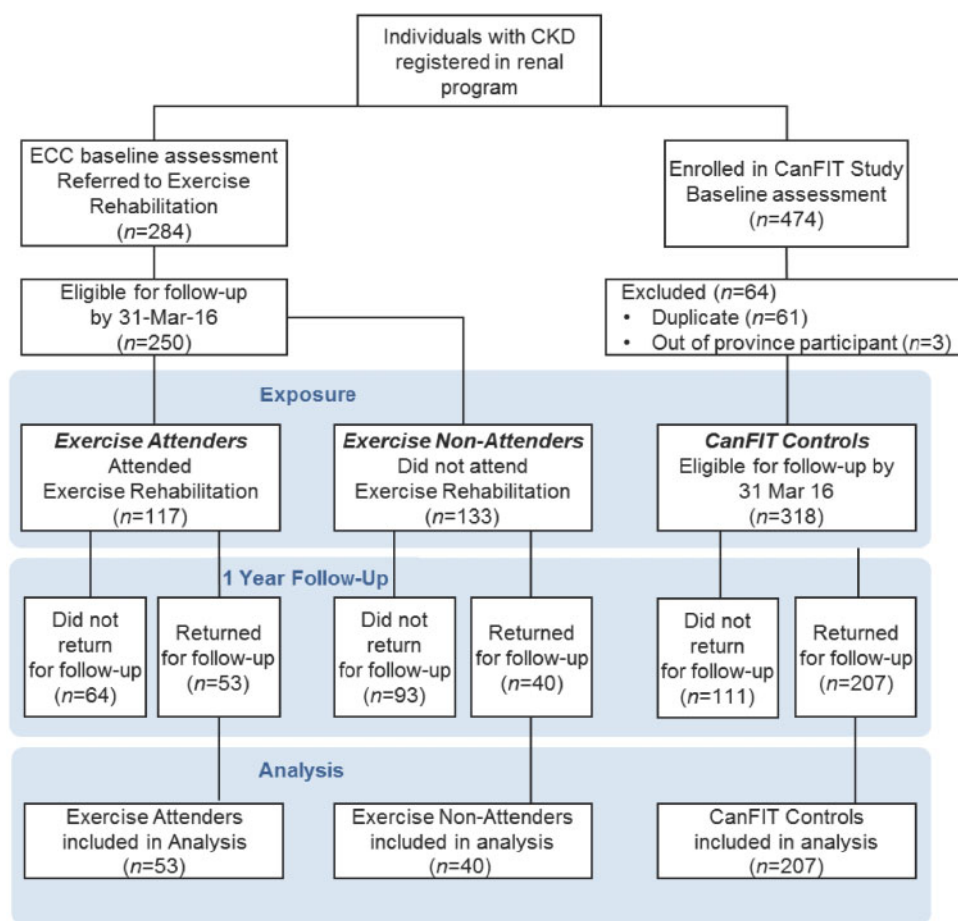 Individuals with CKD
registered in renal
program
ECC baseline assessment
Referred to Exercise
Rehabilitation
(n=284)
Enrolled in CanFIT Study
Baseline assessment
(n=474)
Eligible for follow-up
by 31-Mar-16
(n=250)
Excluded (n=64)
• Duplicate (n=61)
• Out of province participant (n=3)
Exposure
Exercise Attenders
Attended
Exercise Rehabilitation
(n=117)
Exercise Non-Attenders
Did not attend
Exercise Rehabilitation
(n=133)
CanFIT Controls
Eligible for follow-up by
31 Mar 16
(n=318)
1 Year Follow-Up
Did not
return
for follow-up
(n=64)
Returned
for follow-up
(n=53)
Did not
return
for follow-up
(n=93)
Returned
for follow-up
(n=40)
Did not
return
for follow-up
(n=111)
Returned
for follow-up
(n=207)
Analysis
Exercise Attenders
included in Analysis
(n=53)
Exercise Non-Attenders
included in analysis
(n=40)
CanFIT Controls
included in analysis
(n=207)